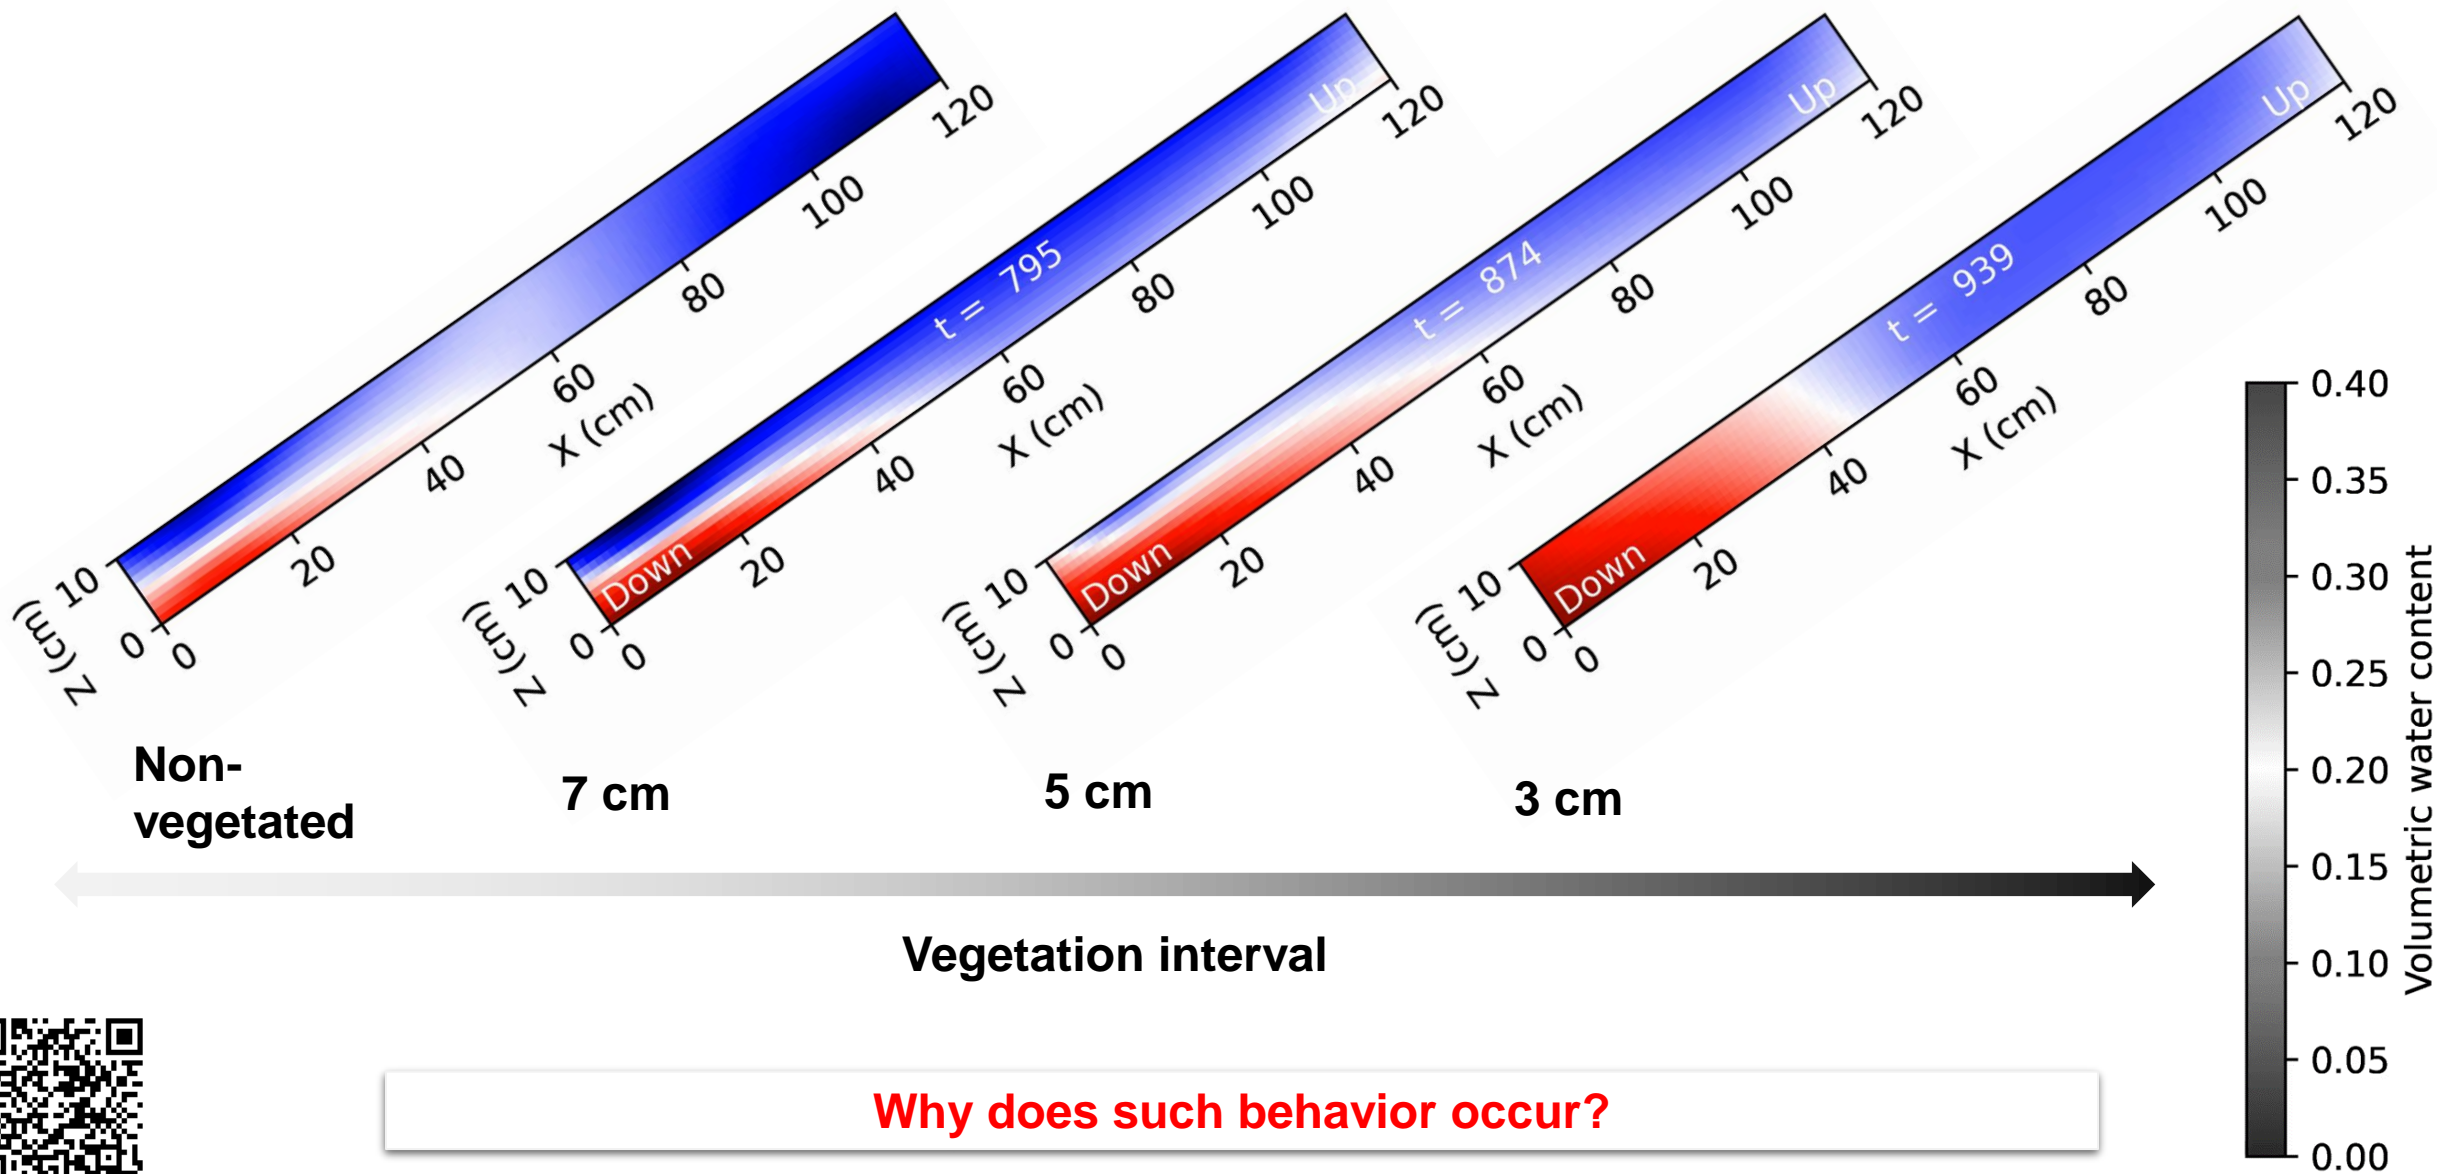 120
100
80
60
40
20
0
X (cm)
10
0
Z (cm)
Up
t = 795
Down
120
100
80
60
40
20
0
X (cm)
10
0
Z (cm)
Up
t = 874
Down
120
100
80
60
40
20
0
X (cm)
10
0
Z (cm)
Up
t = 939
Down
120
100
80
60
40
20
0
X (cm)
10
0
Z (cm)
0.40
0.35
0.30
0.25
0.20
0.15
0.10
0.05
0.00
Volumetric water content
Non-
vegetated
7 cm
5 cm
3 cm
Vegetation interval
Why does such behavior occur?